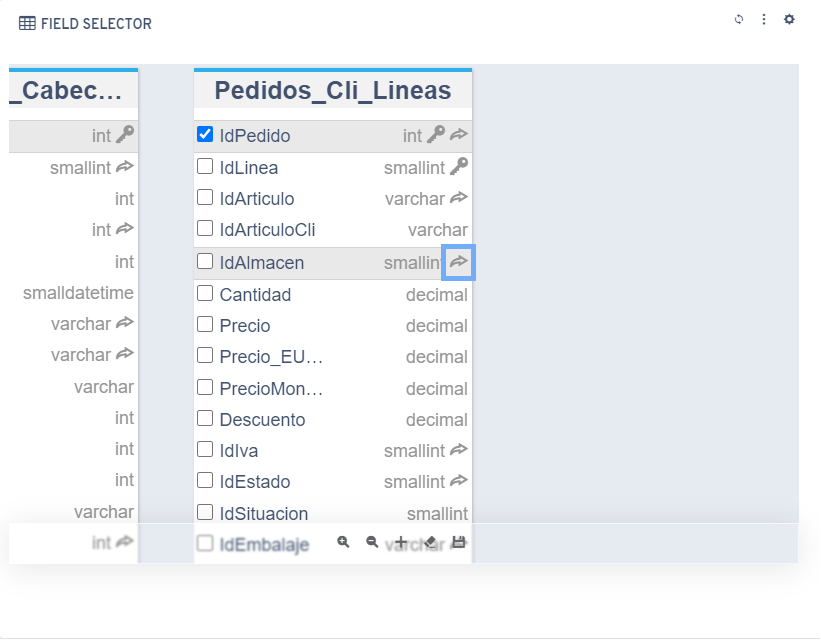 FIELD SELECTOR
_Cabec...
int
smallint
int
int
int
smalldatetime
varchar
varchar
varchar
int
int
int
varchar
int
Pedidos_Cli_Lineas
IdPedido int
IdLinea smallint
IdArticulo varchar
IdArticuloCli varchar
IdAlmacen smallint
Cantidad decimal
Precio decimal
Precio_EU... decimal
PrecioMon... decimal
Descuento decimal
IdIva smallint
IdEstado smallint
IdSituacion smallint
IdEmbalaje varchar